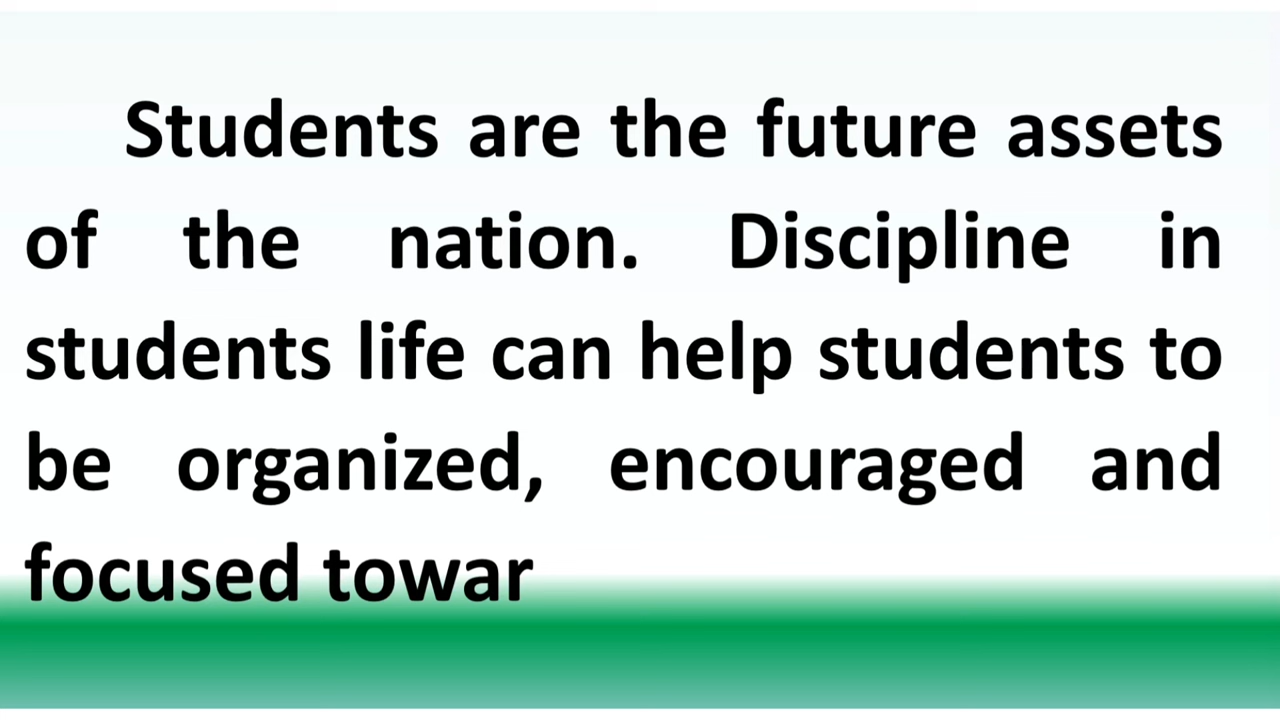 Students are the future assets
of the nation. Discipline in
students life can help students to
be organized, encouraged and
focused towar